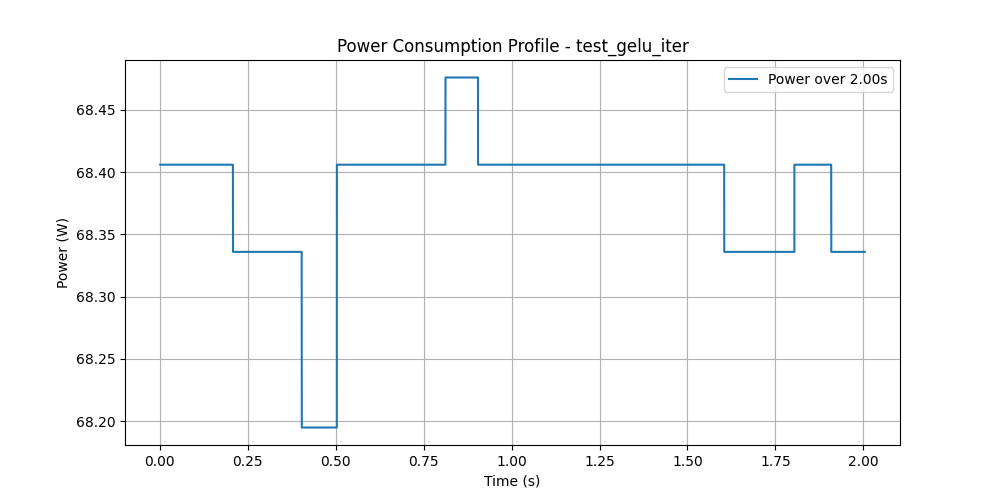 Power Consumption Profile - test_gelu_iter
Power over 2.00s
68.45
68.40
68.35
68.30
68.25
68.20
Power (W)
0.00 0.25 0.50 0.75 1.00 1.25 1.50 1.75 2.00
Time (s)